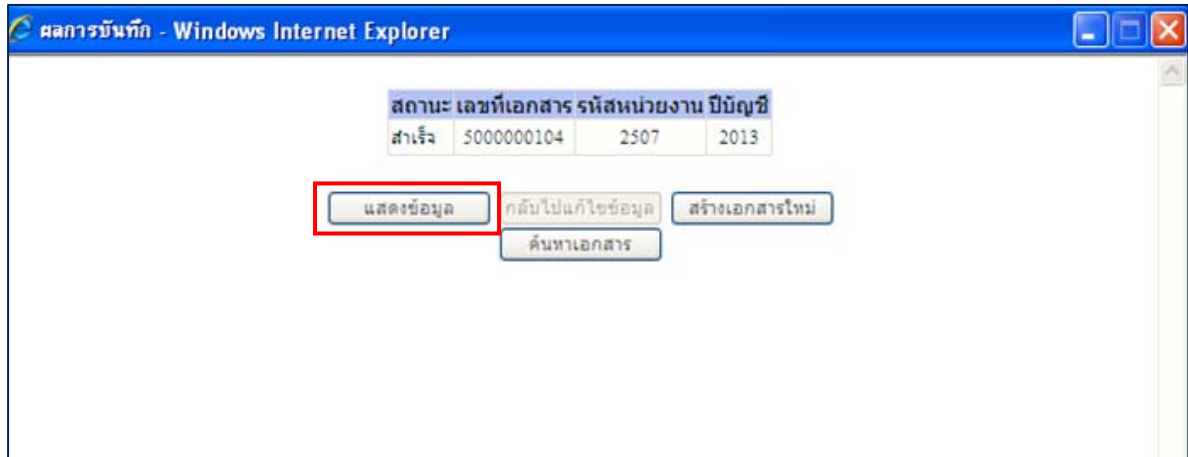 ผลการบันทึก - Windows Internet Explorer
สถานะ เลขที่เอกสาร รหัสหน่วยงาน ปีบัญชี
สำเร็จ 5000000104 2507 2013
แสดงข้อมูล กลับไปแก้ไขข้อมูล สร้างเอกสารใหม่
ค้นหาเอกสาร